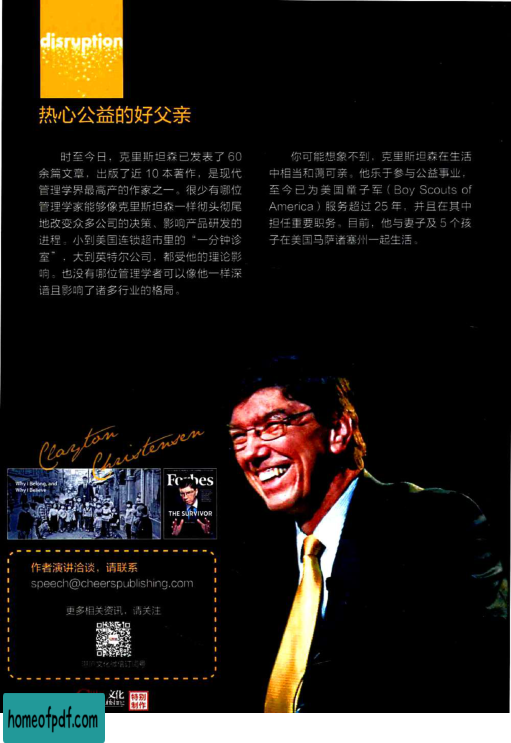 disruption
热心公益的好父亲
时至今日，克里斯坦森已发表了 60
余篇文章，出版了近 10 本著作，是现代
管理学界最高产的作家之一。很少有哪位
管理学家能够像克里斯坦森一样彻头彻尾
地改变众多公司的决策、影响产品研发的
进程。小到美国连锁超市里的“一分钟诊
室”，大到英特尔公司，都受他的理论影
响。也没有哪位管理学者可以像他一样深
谙且影响了诸多行业的格局。
你可能想象不到，克里斯坦森在生活
中相当和蔼可亲。他乐于参与公益事业，
至今已为美国童子军（Boy Scouts of
America）服务超过 25 年，并且在其中
担任重要职务。目前，他与妻子及 5 个孩
子在美国马萨诸塞州一起生活。
Clayton
Christensen
Why I Belong, and
Why I Believe
Forbes
THE SURVIVOR
作者演讲洽谈，请联系
speech@cheerspublishing.com
更多相关资讯，请关注
文化
特别
制作
homeofpdf.com